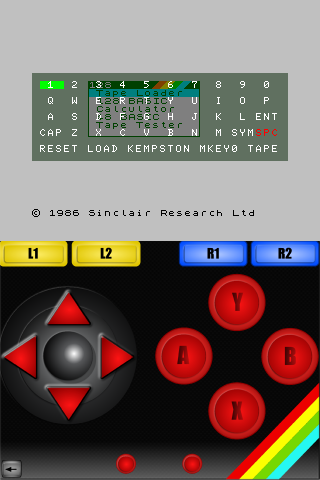 1 2 3 4 5 6 7 8 9 0
128
Tape Loader
Q W E R T Y U I O P
128 BASIC
Calculator
A S D F G H J K L ENT
48 BASIC
Tape Tester
CAP Z X C V B N M SYM SPC
RESET LOAD KEMPSTON MKEY0 TAPE
© 1986 Sinclair Research Ltd
L1 L2 R1 R2
Y
A B
X